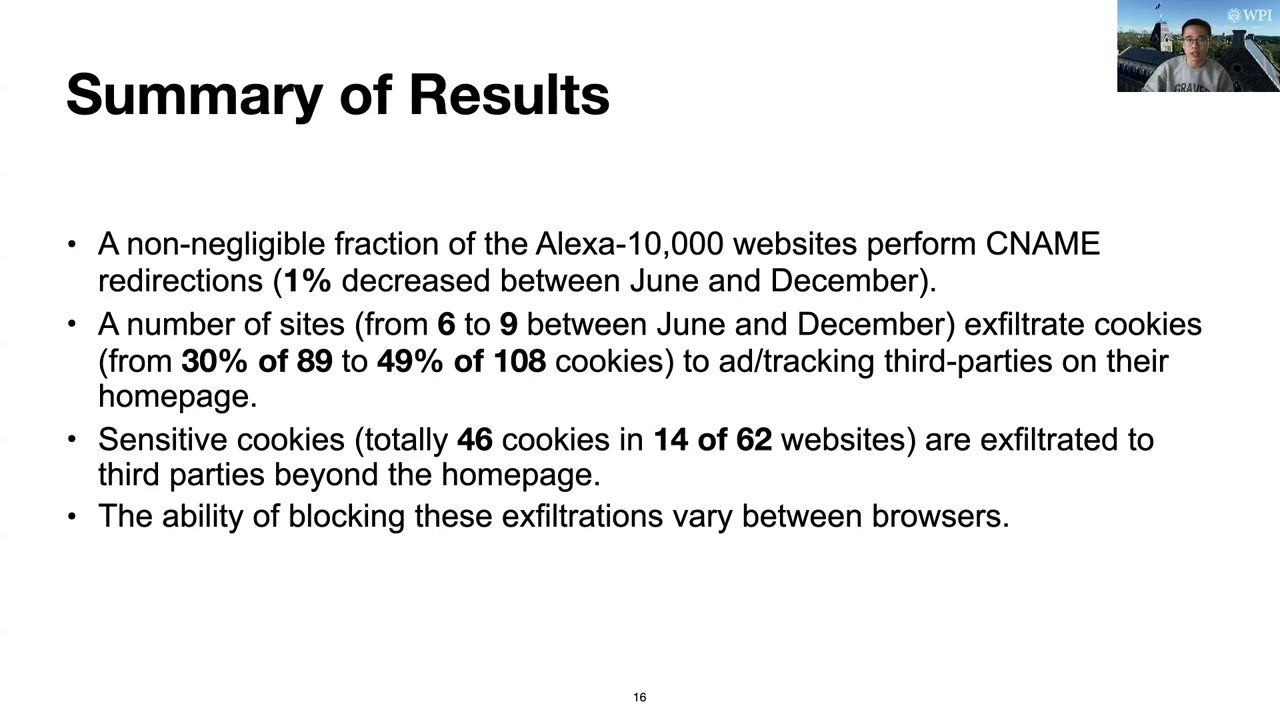 WPI
GRAVE
Summary of Results
• A non-negligible fraction of the Alexa-10,000 websites perform CNAME
redirections (1% decreased between June and December).
• A number of sites (from 6 to 9 between June and December) exfiltrate cookies
(from 30% of 89 to 49% of 108 cookies) to ad/tracking third-parties on their
homepage.
• Sensitive cookies (totally 46 cookies in 14 of 62 websites) are exfiltrated to
third parties beyond the homepage.
• The ability of blocking these exfiltrations vary between browsers.
16